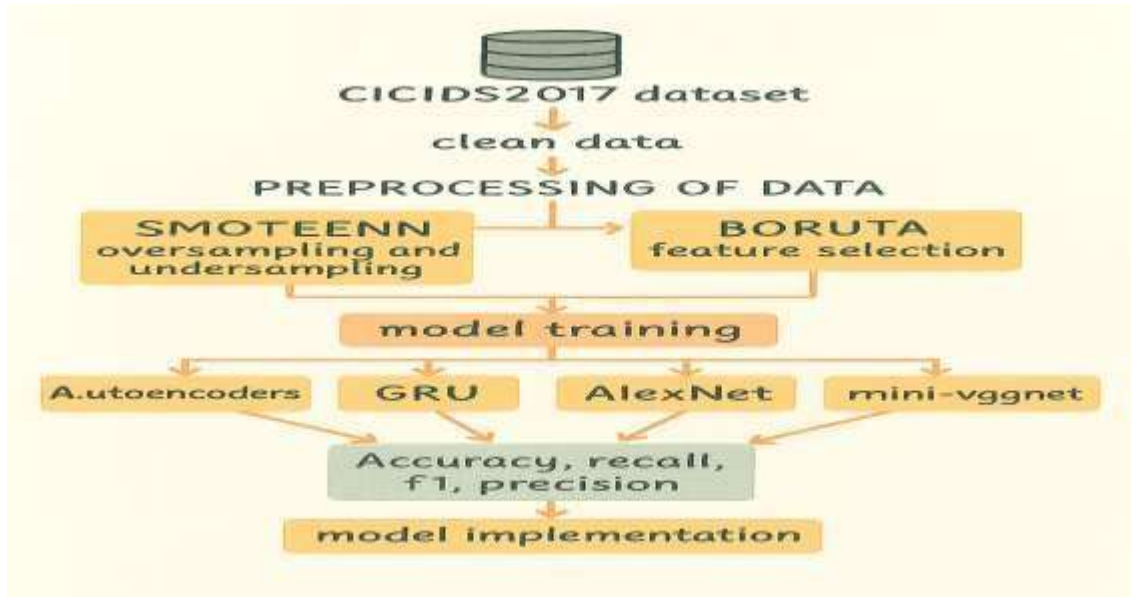 CICIDS2017 dataset
clean data
PREPROCESSING OF DATA
SMOTEENN
oversampling and
undersampling
BORUTA
feature selection
model training
A.utoencoders
GRU
AlexNet
mini-vggnet
Accuracy, recall,
f1, precision
model implementation